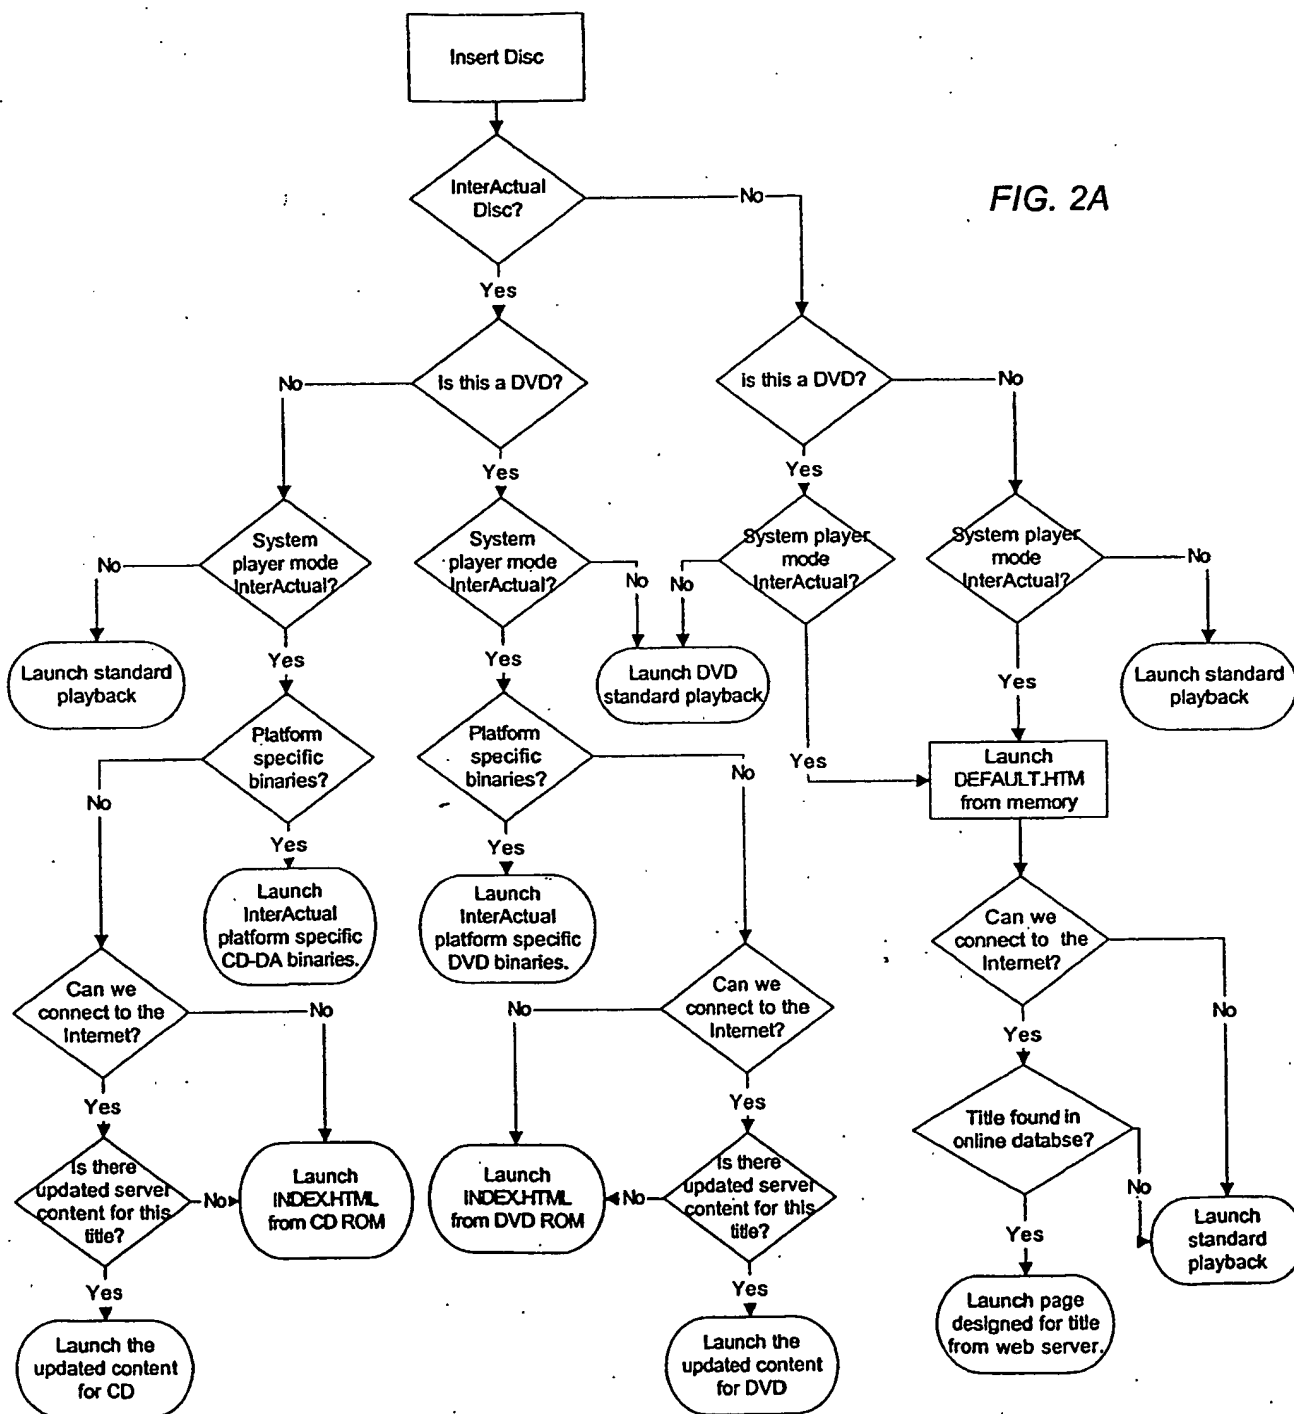 Insert Disc
FIG. 2A
InterActual
Disc?
No
Yes
Is this a DVD?
No
Yes
is this a DVD?
No
Yes
System
player mode
InterActual?
No
Yes
System
player mode
InterActual?
No
Yes
System player
mode
InterActual?
No
Yes
System player
mode
InterActual?
No
Yes
Launch standard
playback
Launch DVD
standard playback
Launch standard
playback
Platform
specific
binaries?
No
Yes
Platform
specific
binaries?
No
Yes
Launch
DEFAULT.HTM
from memory
Launch
InterActual
platform specific
CD-DA binaries.
Launch
InterActual
platform specific
DVD binaries.
Can we
connect to the
Internet?
No
Yes
Can we
connect to the
Internet?
No
Yes
Can we
connect to the
Internet?
No
Yes
Title found in
online databse?
No
Yes
Is there
updated server
content for this
title?
No
Yes
Launch
INDEX.HTML
from CD ROM
Launch
INDEX.HTML
from DVD ROM
Is there
updated server
content for this
title?
No
Yes
Launch
standard
playback
Launch the
updated content
for CD
Launch the
updated content
for DVD
Launch page
designed for title
from web server.